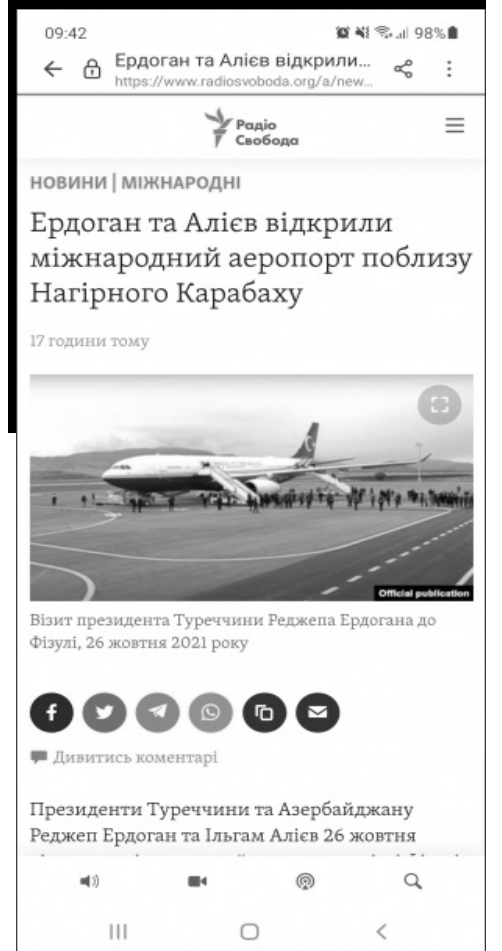 09:42 98%
Ердоган та Алієв відкрили...
https://www.radiosvoboda.org/a/new...
Радіо
Свобода
НОВИНИ | МІЖНАРОДНІ
Ердоган та Алієв відкрили
міжнародний аеропорт поблизу
Нагірного Карабаху
17 години тому
Official publication
Візит президента Туреччини Реджепа Ердогана до
Фізулі, 26 жовтня 2021 року
Дивитись коментарі
Президенти Туреччини та Азербайджану
Реджеп Ердоган та Ільгам Алієв 26 жовтня